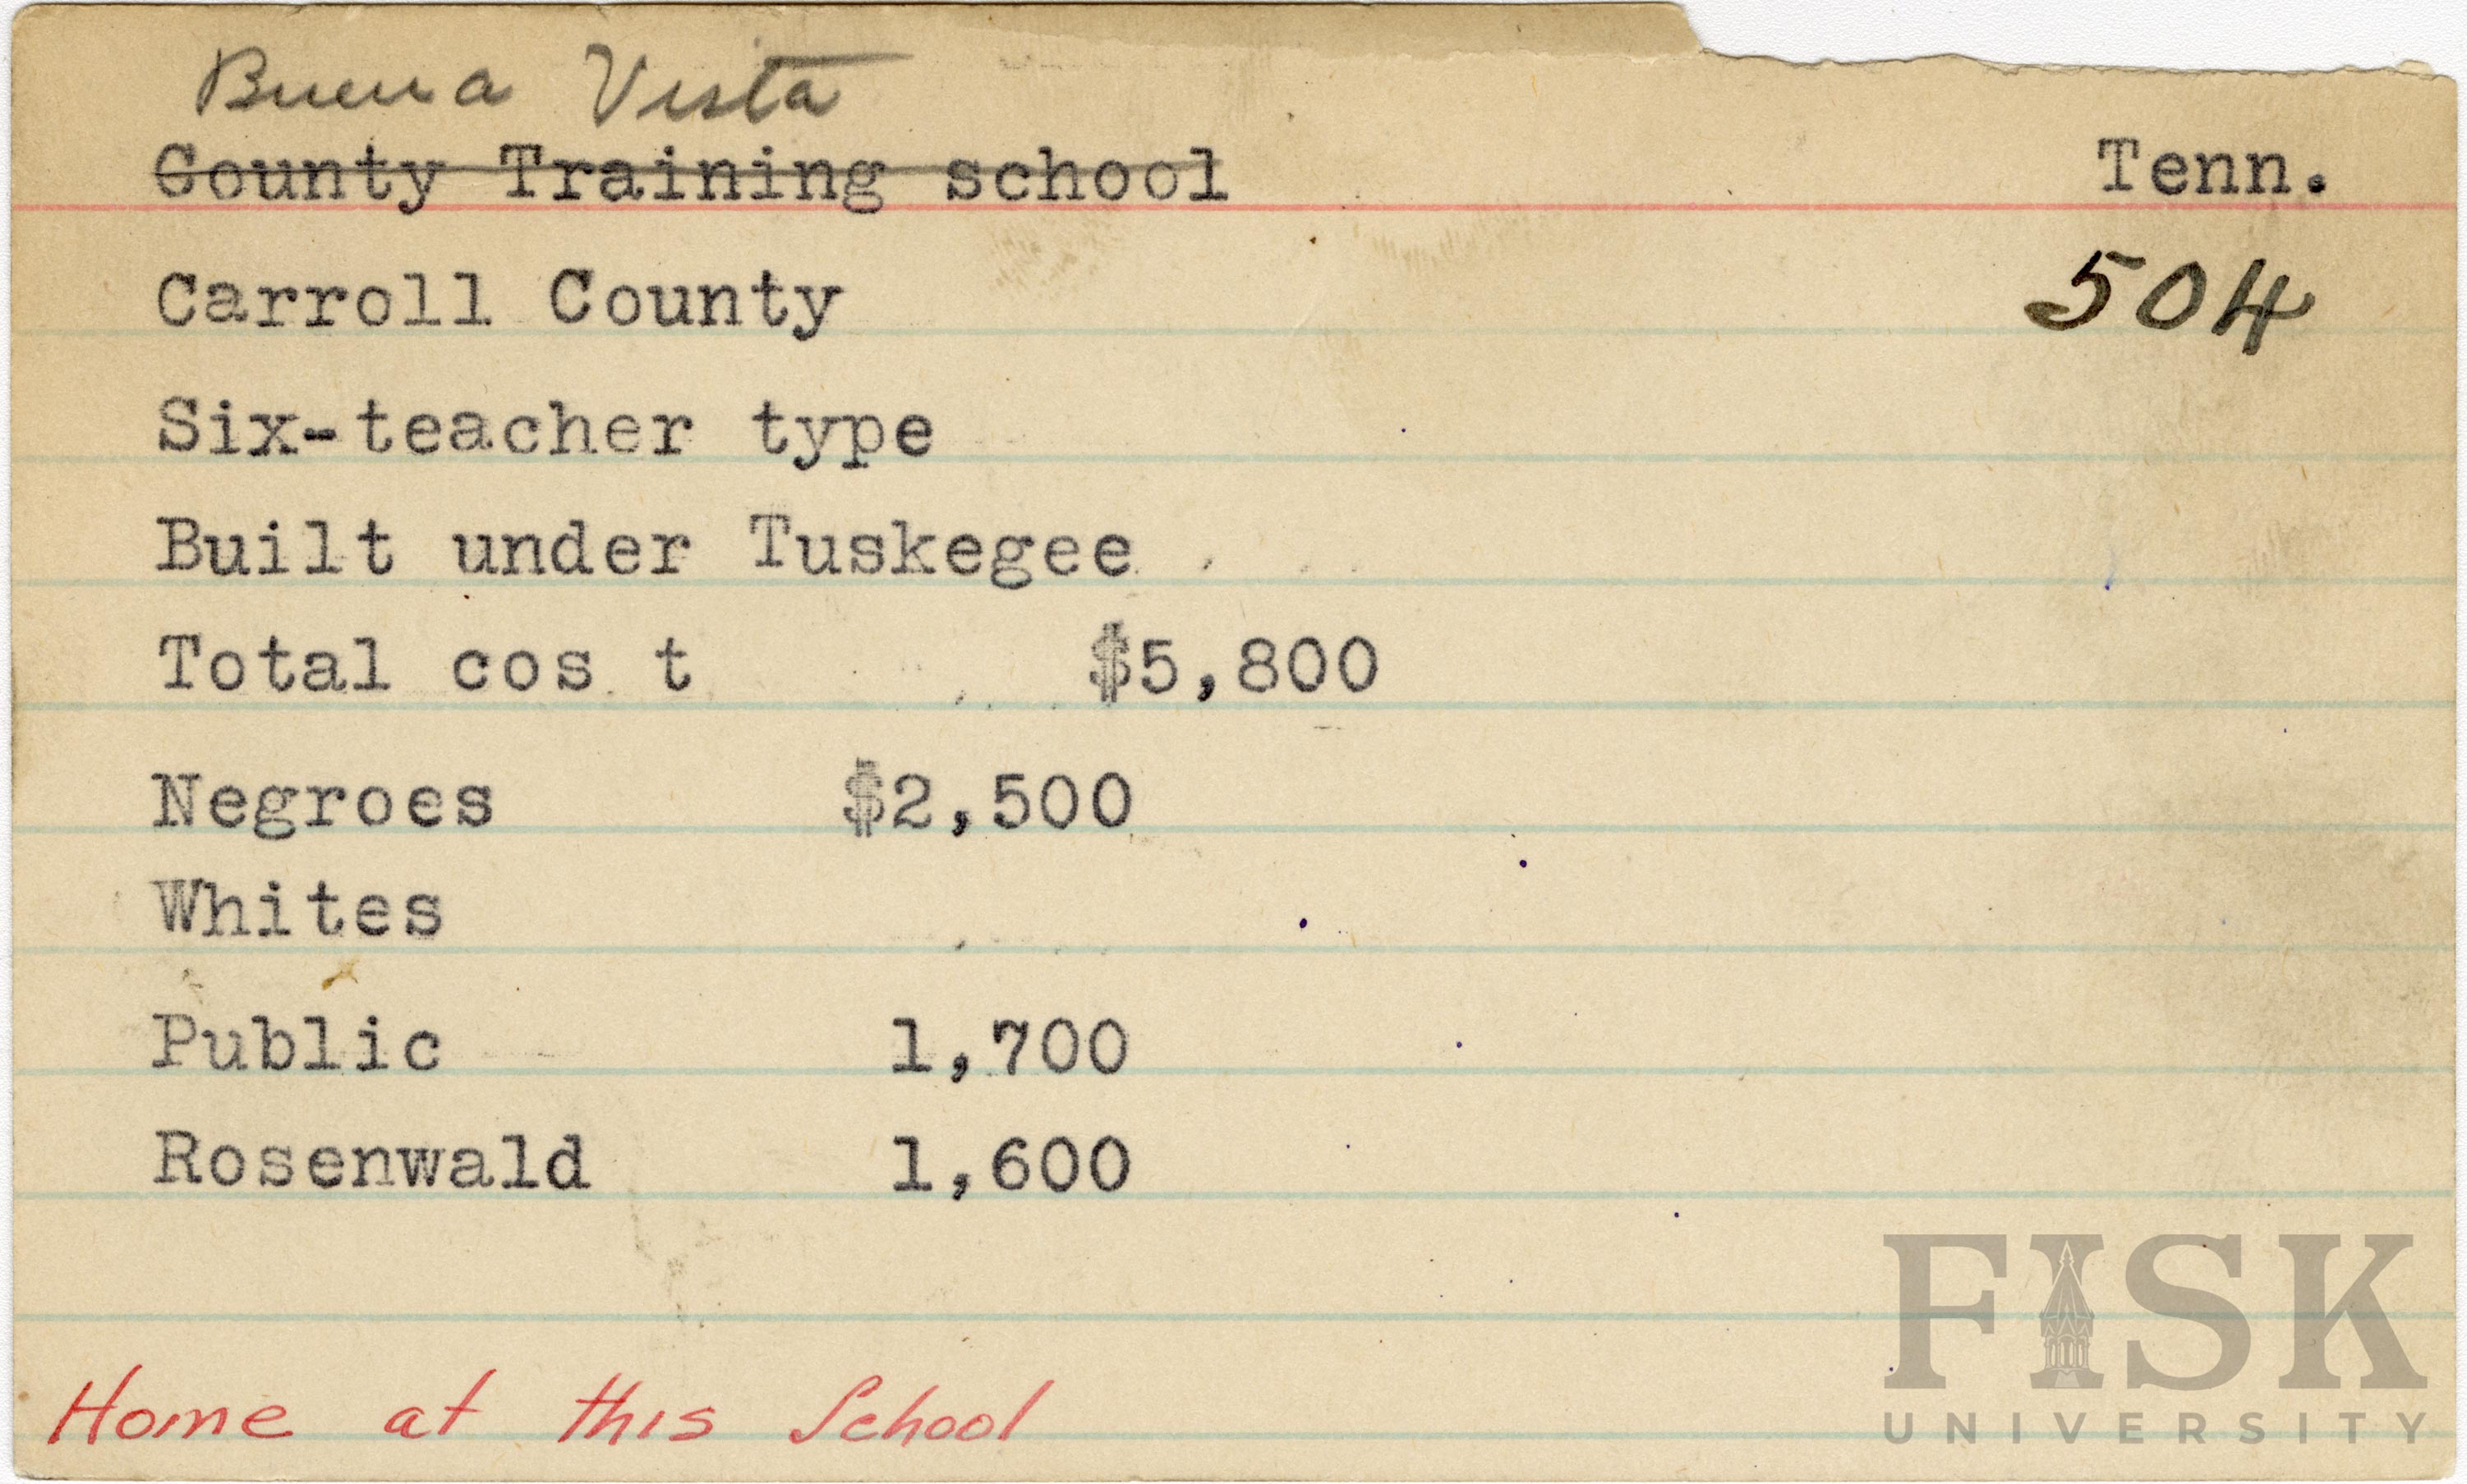 Buena Vista
County Training school Tenn.
Carroll County 504
Six-teacher type
Built under Tuskegee
Total cos t $5,800
Negroes $2,500
Whites
Public 1,700
Rosenwald 1,600
Home at this School
FISK
UNIVERSITY